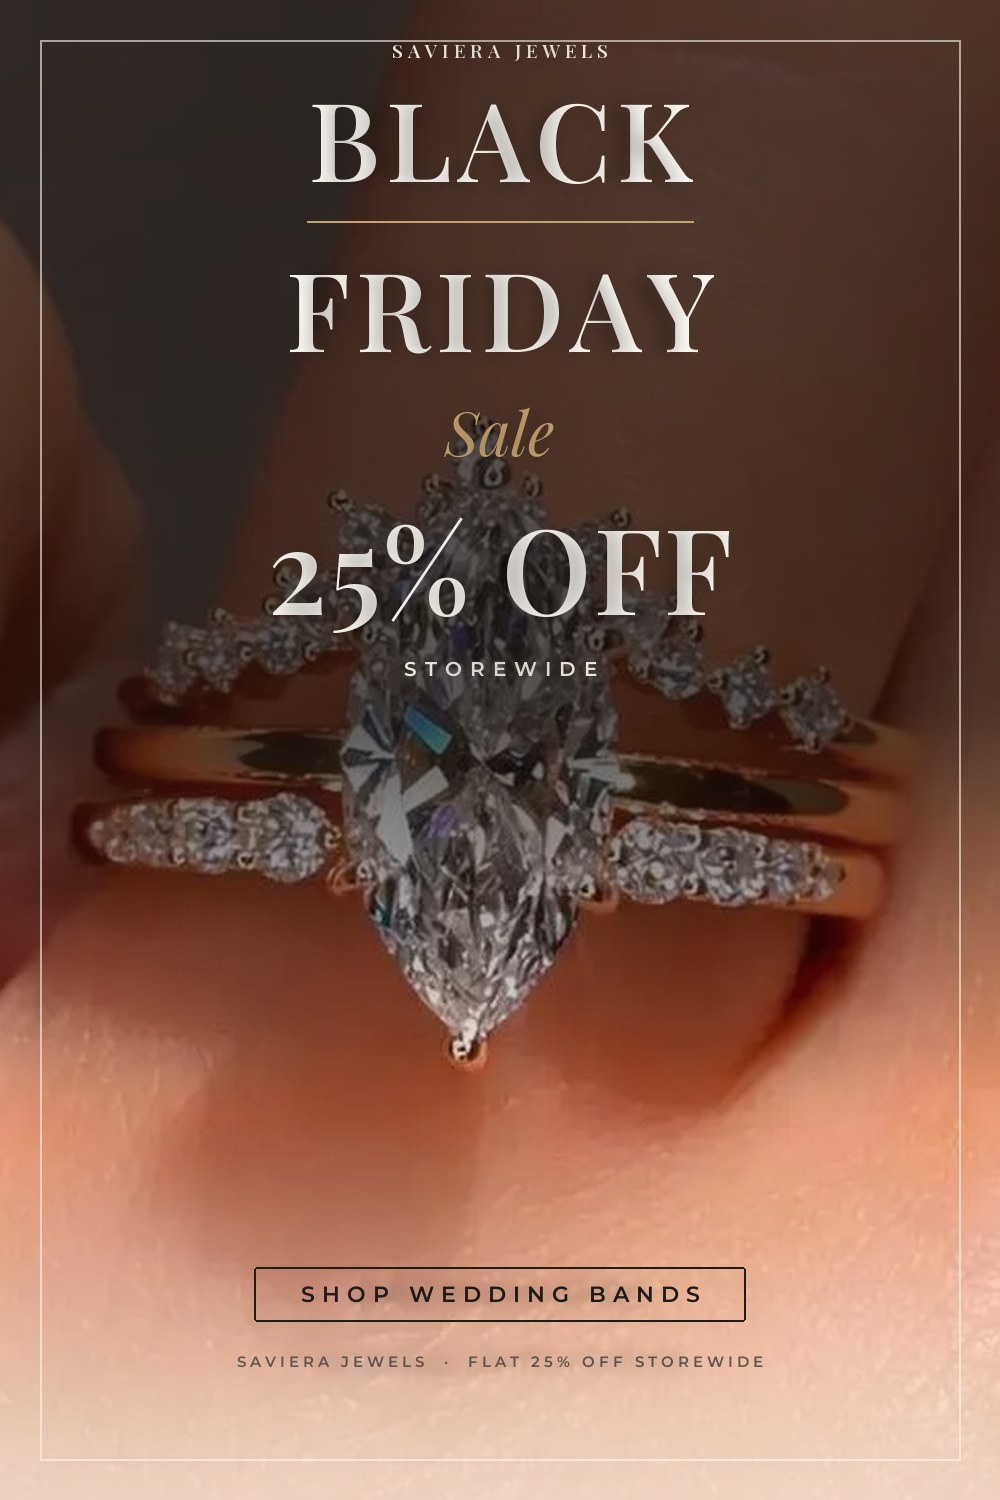 SAVIERA JEWELS
BLACK
FRIDAY
Sale
25% OFF
STOREWIDE
SHOP WEDDING BANDS
SAVIERA JEWELS · FLAT 25% OFF STOREWIDE